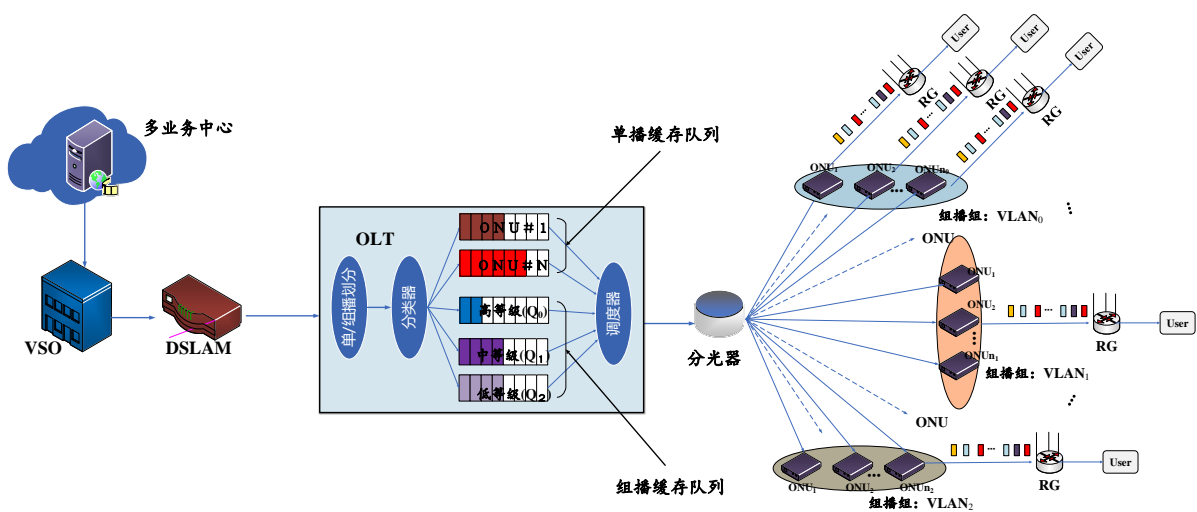 多业务中心
VSO
DSLAM
OLT
单/组播划分
分类器
ONU#1
ONU#N
高等级(Q₀)
中等级(Q₁)
低等级(Q₂)
调度器
单播缓存队列
组播缓存队列
分光器
User
User
User
RG
RG
RG
ONU₁
ONU₂
ONUn₀
组播组：VLAN₀
ONU
ONU₁
ONU₂
ONUn₁
组播组：VLAN₁
RG
User
ONU
ONU₁
ONU₂
ONUn₂
组播组：VLAN₂
RG
User